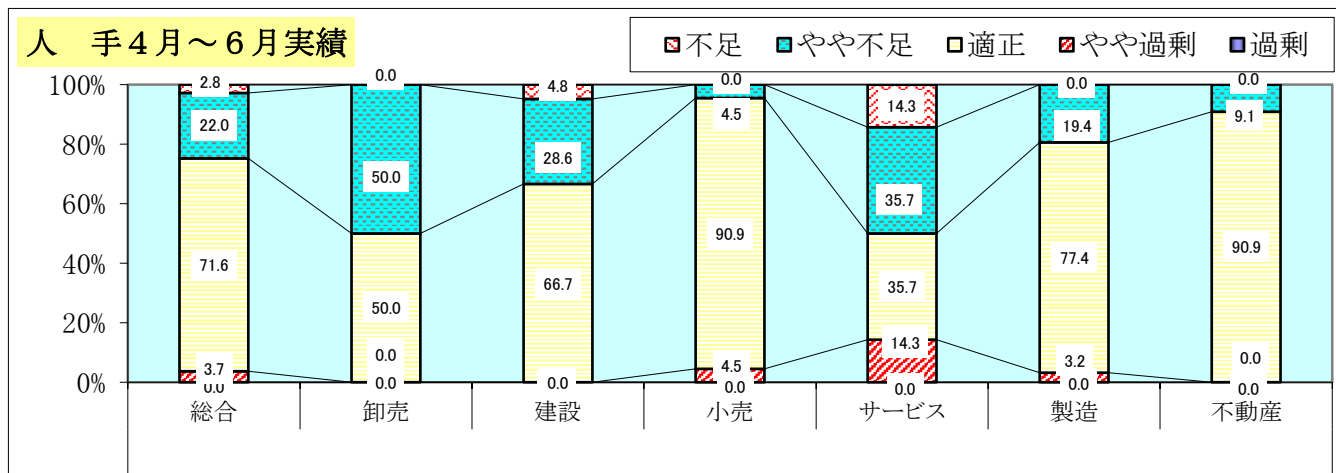 人　手４月～６月実績
不足 やや不足 適正 やや過剰 過剰
100%
80%
60%
40%
20%
0%
2.8 0.0 4.8 0.0 14.3 0.0 0.0
22.0 50.0 28.6 4.5 35.7 19.4 9.1
71.6 50.0 66.7 90.9 35.7 77.4 90.9
3.7 0.0 0.0 4.5 14.3 3.2 0.0
0.0 0.0 0.0 0.0 0.0 0.0
総合 卸売 建設 小売 サービス 製造 不動産